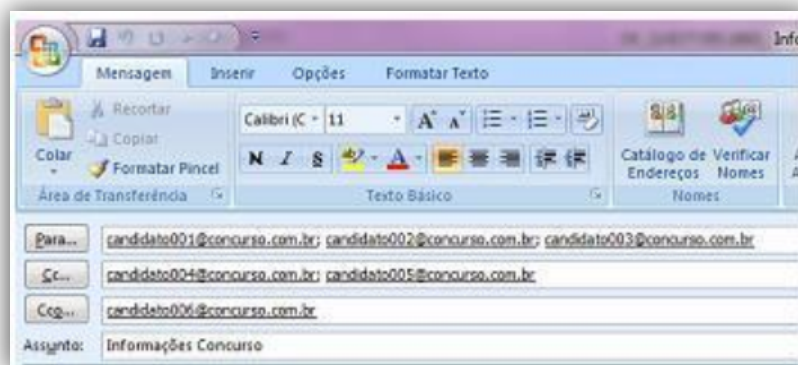 Info
Mensagem Inserir Opções Formatar Texto
Colar
Recortar
Copiar
Formatar Pincel
Área de Transferência
Calibri (C 11
N I S
Texto Básico
Catálogo de Endereços
Verificar Nomes
Nomes
Para... candidato001@concurso.com.br; candidato002@concurso.com.br; candidato003@concurso.com.br
Cc... candidato004@concurso.com.br; candidato005@concurso.com.br
Cco... candidato006@concurso.com.br
Assunto: Informações Concurso